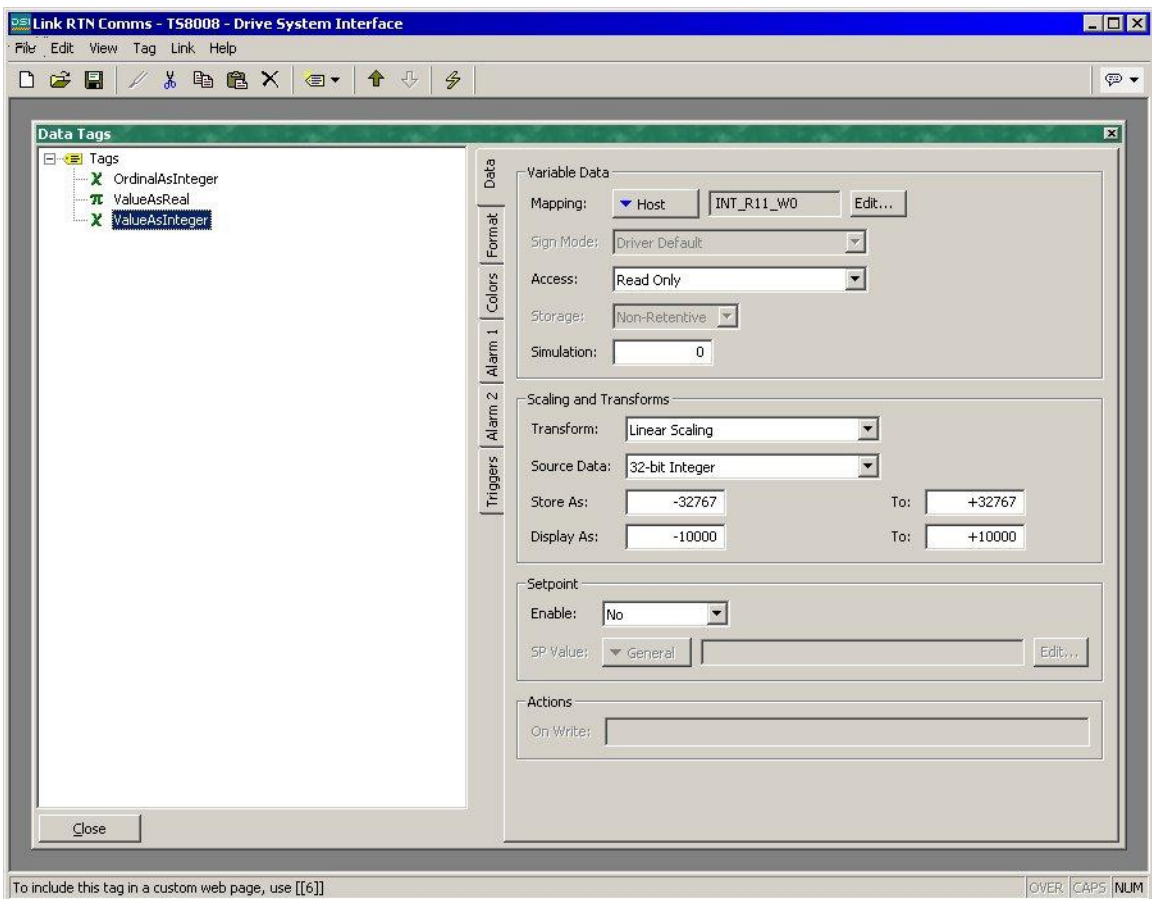 DSI Link RTN Comms - TS8008 - Drive System Interface
File Edit View Tag Link Help
Data Tags
Tags
OrdinalAsInteger
ValueAsReal
ValueAsInteger
Close
Data
Format
Colors
Alarm 1
Alarm 2
Triggers
Variable Data
Mapping: Host INT_R11_W0 Edit...
Sign Mode: Driver Default
Access: Read Only
Storage: Non-Retentive
Simulation: 0
Scaling and Transforms
Transform: Linear Scaling
Source Data: 32-bit Integer
Store As: -32767 To: +32767
Display As: -10000 To: +10000
Setpoint
Enable: No
SP Value: General Edit...
Actions
On Write:
To include this tag in a custom web page, use [[6]] OVER CAPS NUM